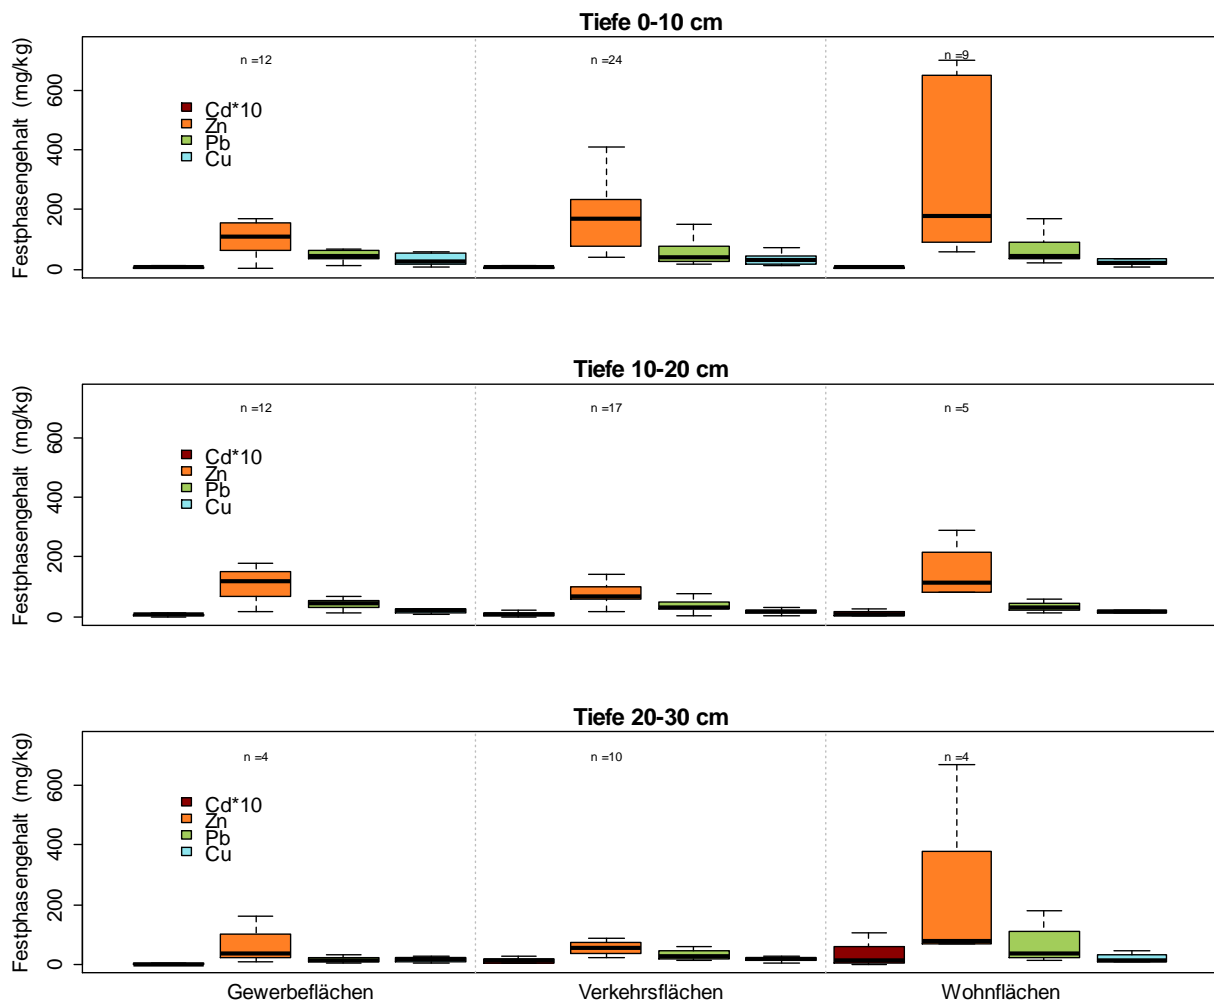 Tiefe 0-10 cm
Festphasengehalt (mg/kg)
600
400
200
0
n =12
n =24
n =9
Cd*10
Zn
Pb
Cu
Tiefe 10-20 cm
Festphasengehalt (mg/kg)
600
400
200
0
n =12
n =17
n =5
Cd*10
Zn
Pb
Cu
Tiefe 20-30 cm
Festphasengehalt (mg/kg)
600
400
200
0
n =4
n =10
n =4
Cd*10
Zn
Pb
Cu
Gewerbeflächen
Verkehrsflächen
Wohnflächen